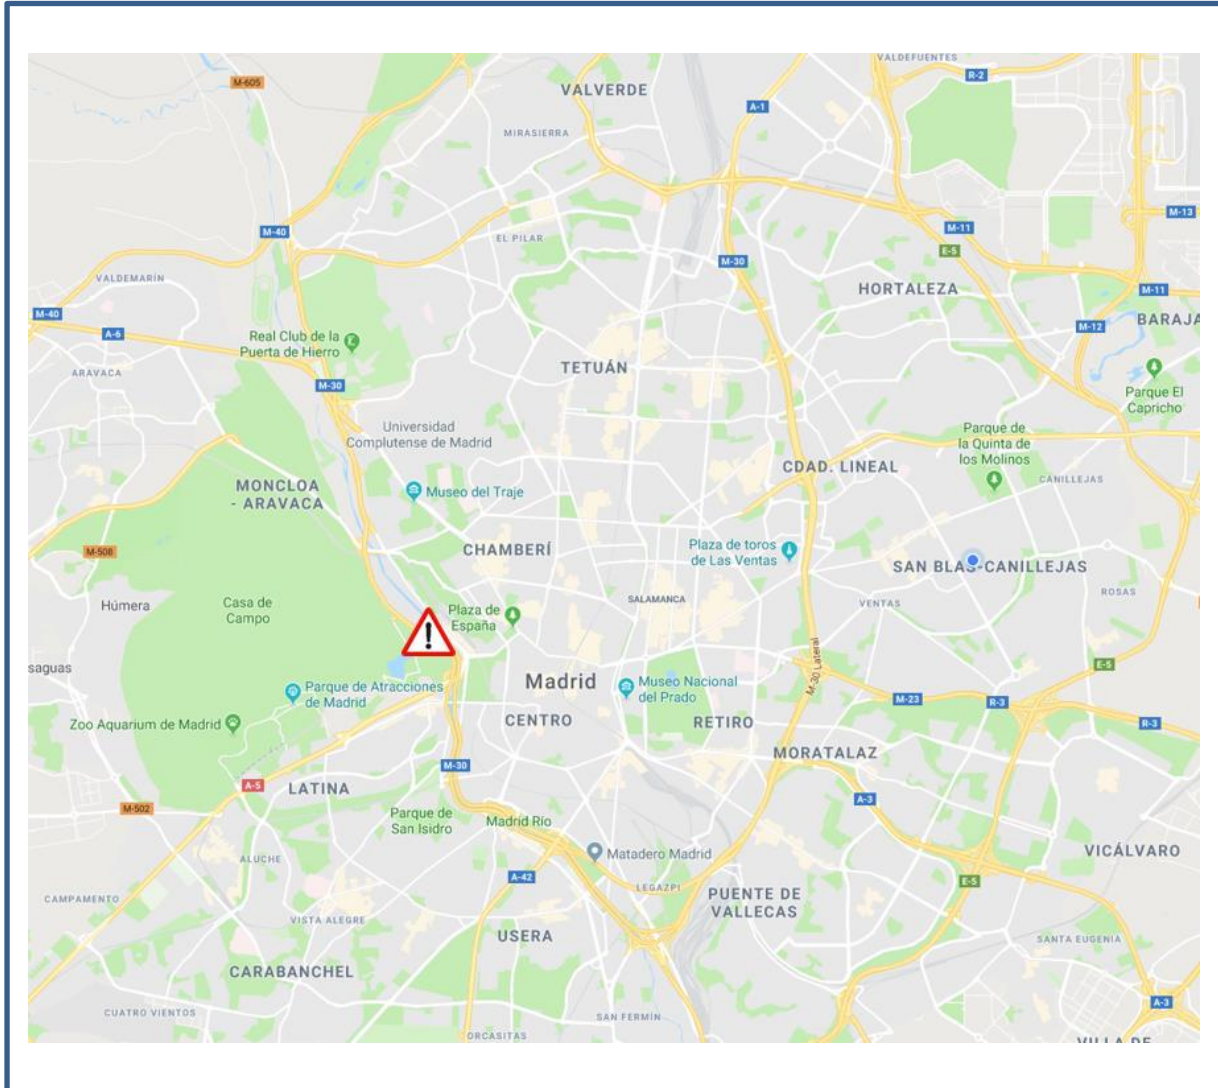 VALDEFUENTES
R-2
M-605
VALVERDE
A-1
MIRASIERRA
M-13
M-40
M-11
EL PILAR
E-5
M-30
VALDEMARÍN
HORTALEZA
M-11
M-40
M-12
BARAJA
A-6
Real Club de la
Puerta de Hierro
TETUÁN
ARAVACA
M-30
Parque El
Capricho
Universidad
Complutense de Madrid
Parque de
la Quinta de
los Molinos
CDAD. LINEAL
CANILLEJAS
MONCLOA
- ARAVACA
Museo del Traje
M-508
CHAMBERÍ
Plaza de toros
de Las Ventas
SAN BLAS-CANILLEJAS
Húmera
Casa de
Campo
Plaza de
España
SALAMANCA
VENTAS
ROSAS
!
saguas
M-30 Lateral
E-5
Madrid
Parque de Atracciones
de Madrid
Museo Nacional
del Prado
M-23
R-3
Zoo Aquarium de Madrid
CENTRO
RETIRO
R-3
MORATALAZ
M-30
A-5
LATINA
A-3
M-502
Parque de
San Isidro
Madrid Río
Matadero Madrid
VICÁLVARO
ALUCHE
A-42
LEGAZPI
E-5
PUENTE DE
VALLECAS
CAMPAMENTO
VISTA ALEGRE
USERA
SANTA EUGENIA
CARABANCHEL
A-3
CUATRO VIENTOS
SAN FERMÍN
ORCASITAS
VILLA DE